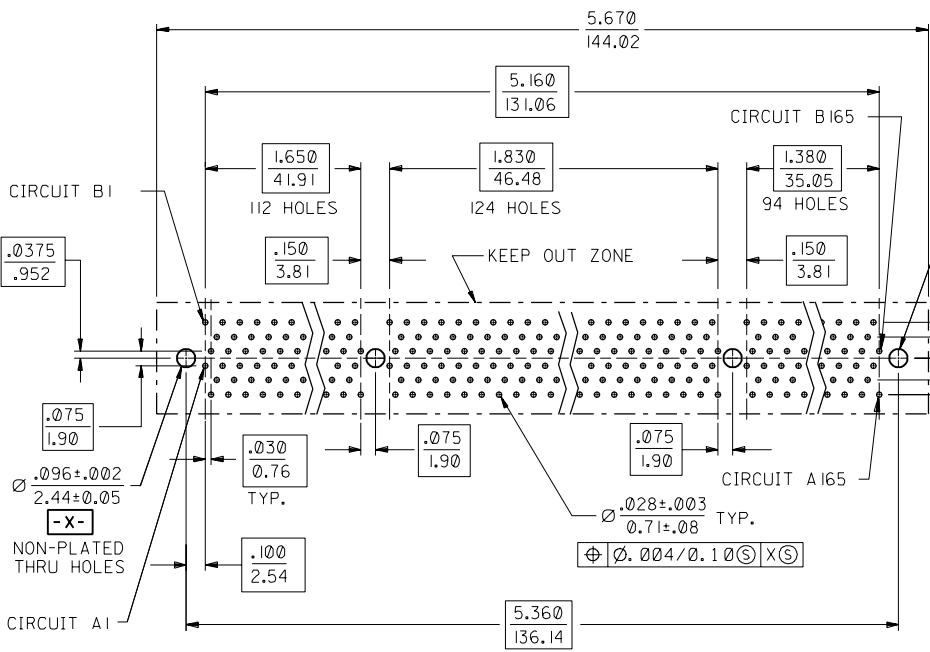 5.670
144.02
5.160
131.06
CIRCUIT B165
1.650
41.91
112 HOLES
1.830
46.48
124 HOLES
1.380
35.05
94 HOLES
CIRCUIT B1
.0375
.952
.150
3.81
KEEP OUT ZONE
.150
3.81
.075
1.90
.030
0.76
TYP.
.075
1.90
.075
1.90
CIRCUIT A165
Ø .096±.002
2.44±0.05
-X-
NON-PLATED
THRU HOLES
Ø .028±.003
0.71±.08 TYP.
⌖ Ø.004/0.10Ⓢ XⓈ
.100
2.54
CIRCUIT A1
5.360
136.14